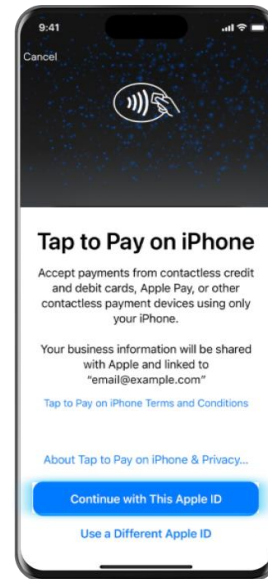 9:41
Cancel
Tap to Pay on iPhone
Accept payments from contactless credit
and debit cards, Apple Pay, or other
contactless payment devices using only
your iPhone.
Your business information will be shared
with Apple and linked to
“email@example.com”
Tap to Pay on iPhone Terms and Conditions
About Tap to Pay on iPhone & Privacy...
Continue with This Apple ID
Use a Different Apple ID